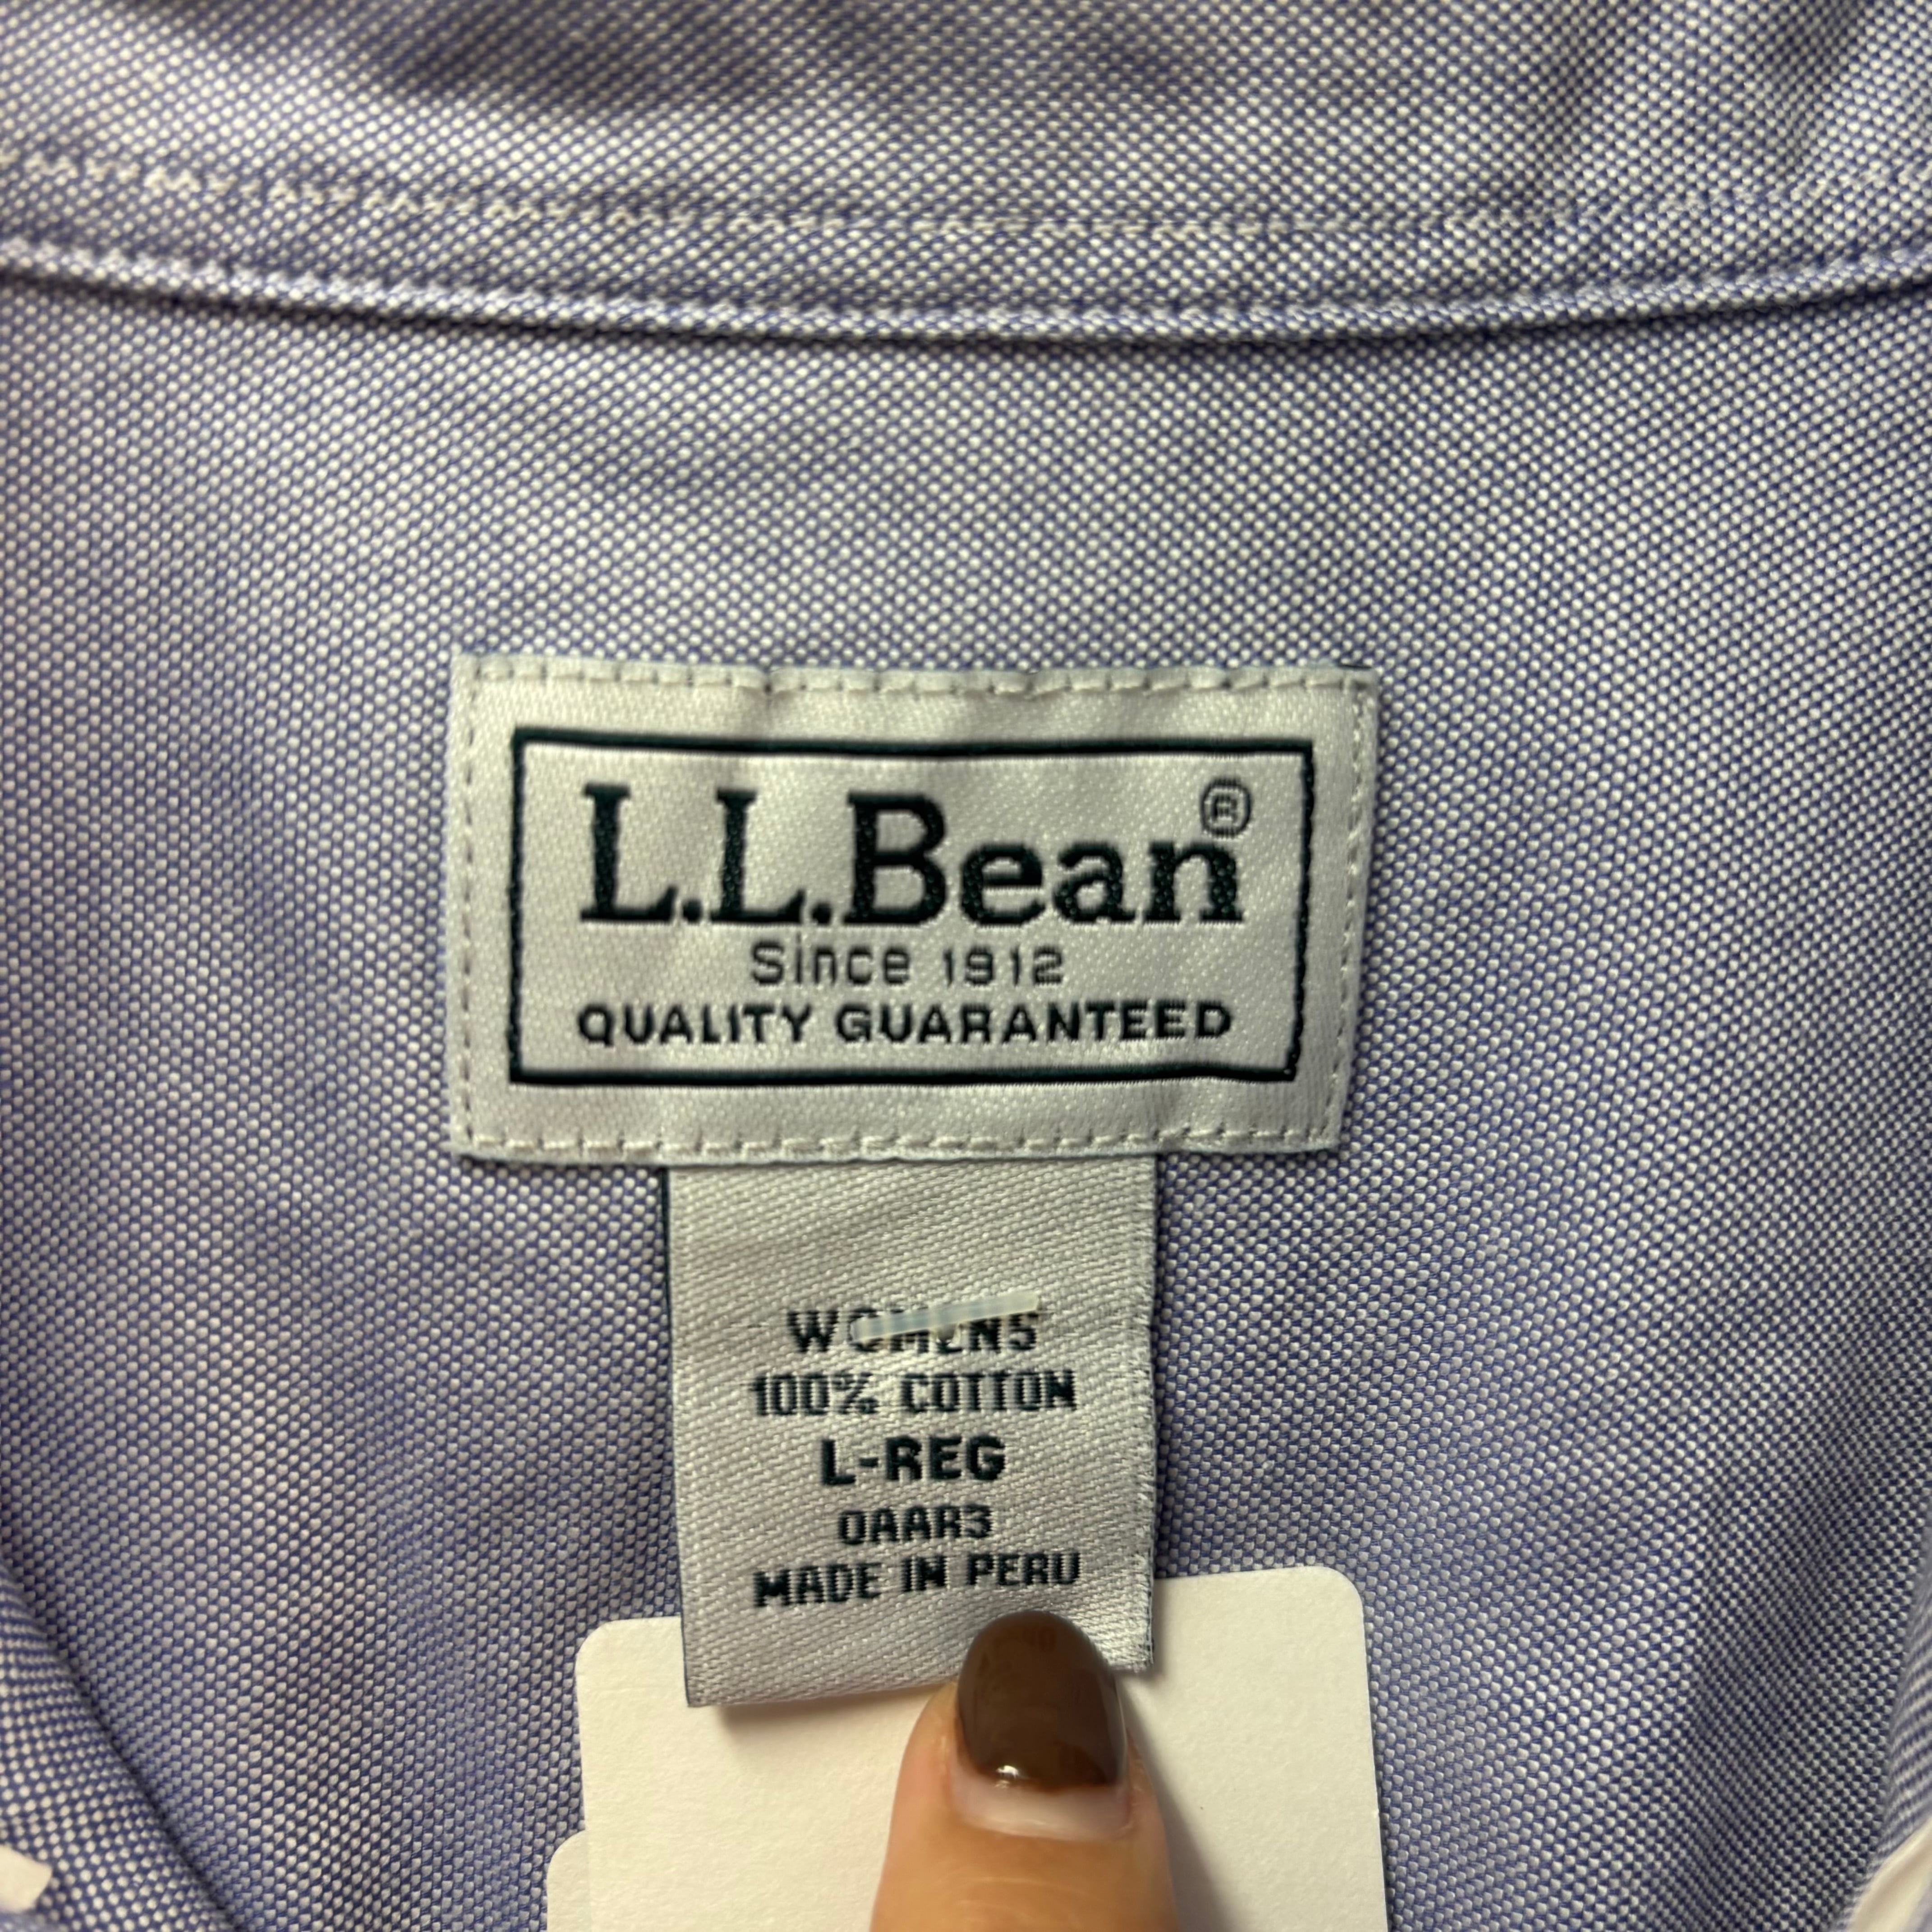 L.L.Bean®
Since 1912
QUALITY GUARANTEED
WOMENS
100% COTTON
L-REG
0AAR3
MADE IN PERU